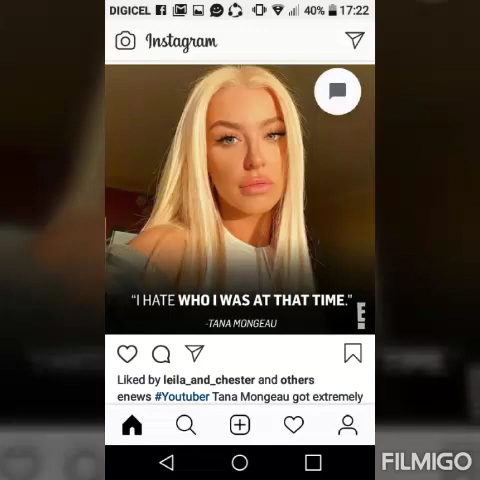 DIGICEL 40% 17:22
Instagram
“I HATE WHO I WAS AT THAT TIME.”
-TANA MONGEAU
E!
Liked by leila_and_chester and others
enews #Youtuber Tana Mongeau got extremely
FILMIGO